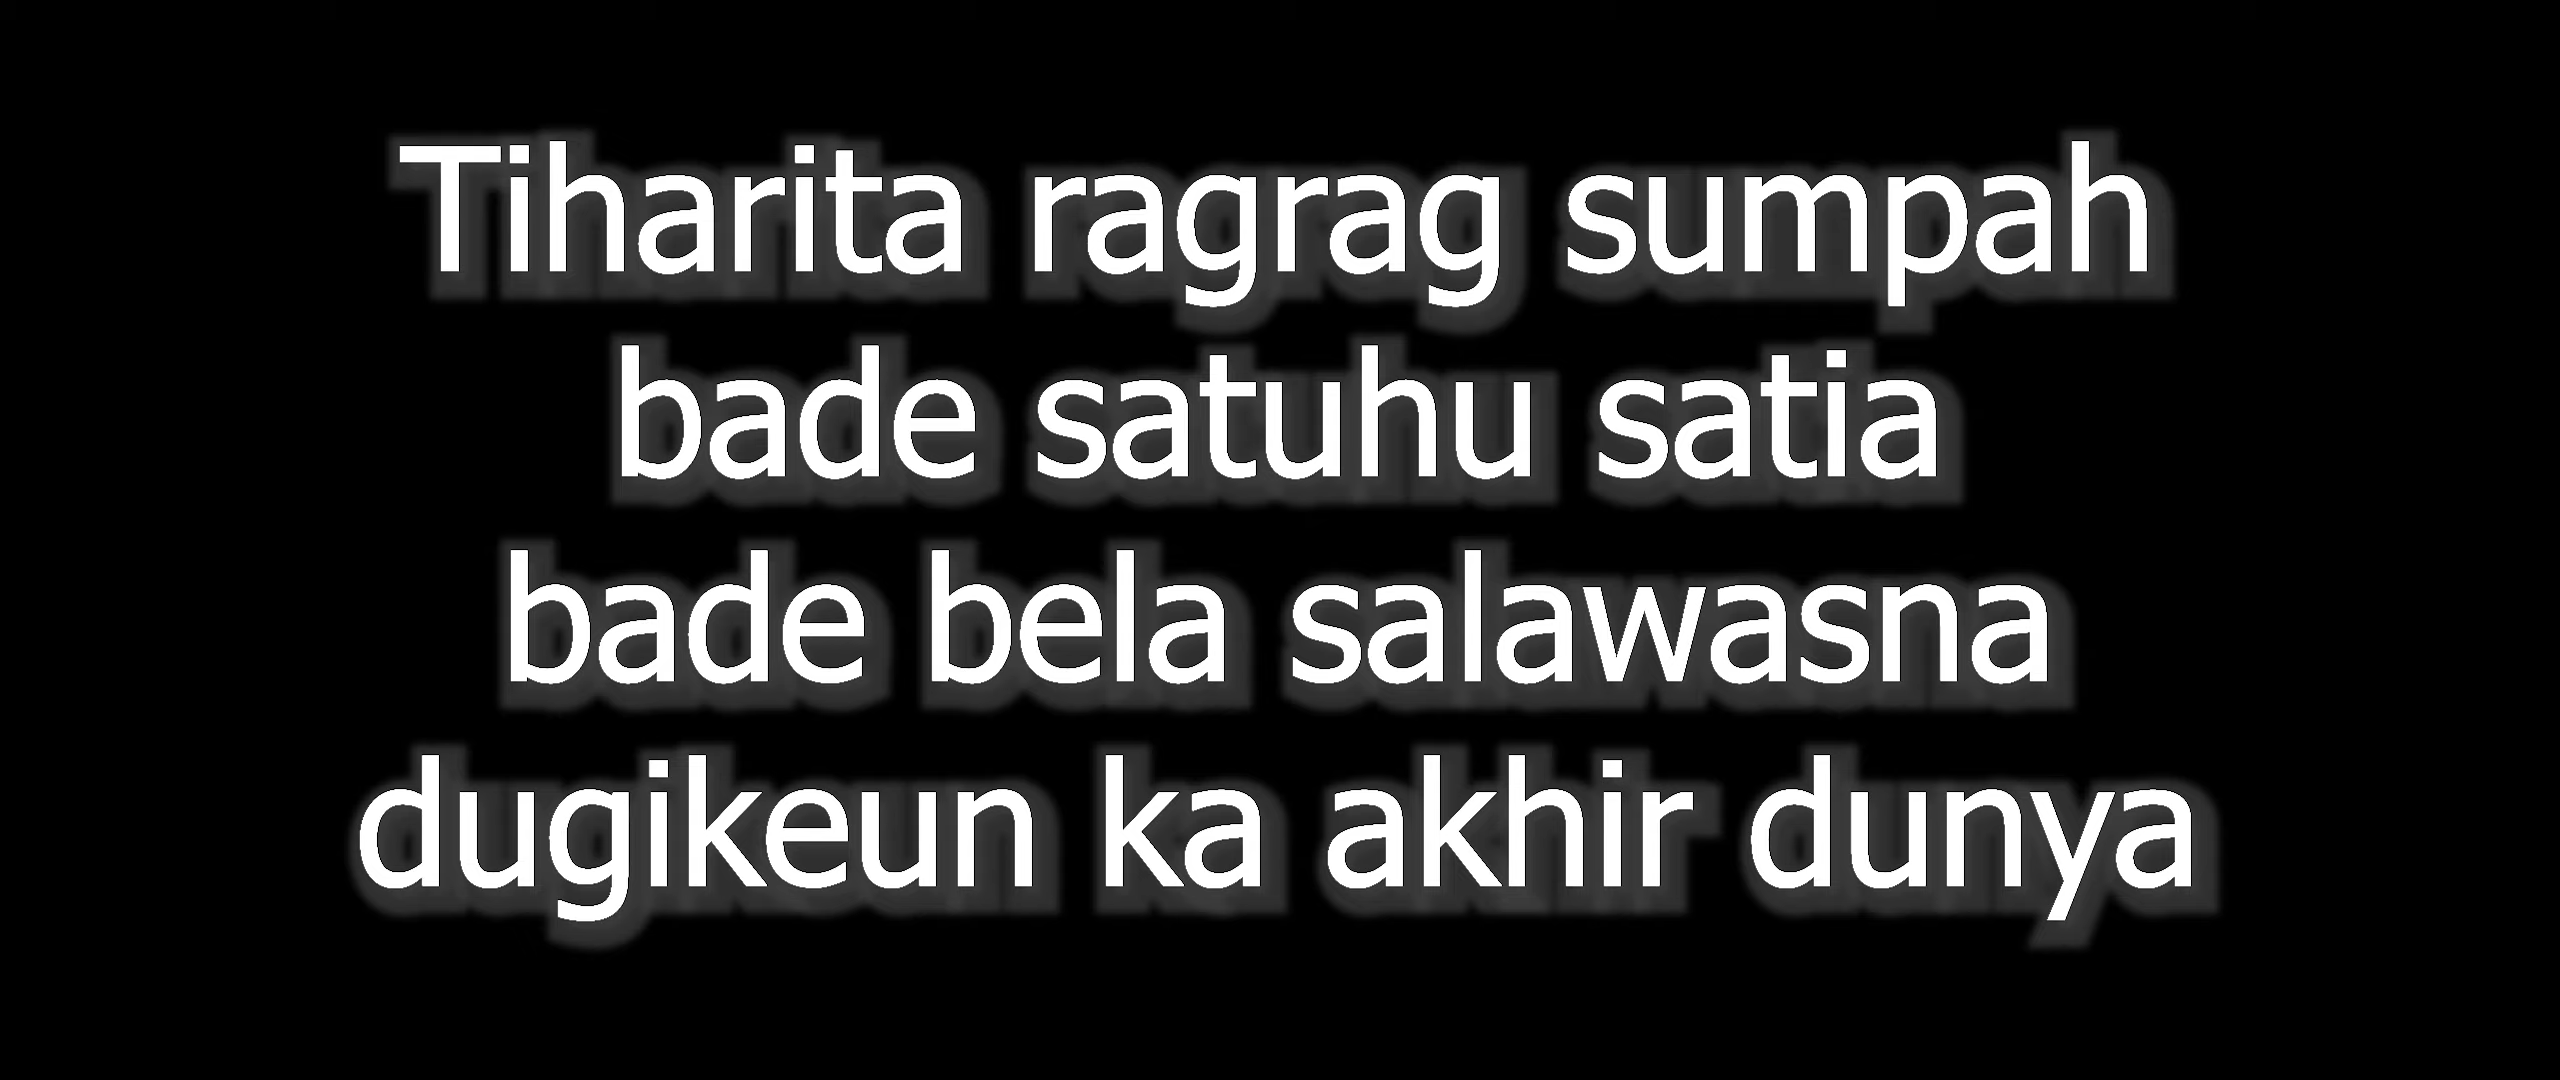 Tiharita ragrag sumpah
bade satuhu satia
bade bela salawasna
dugikeun ka akhir dunya